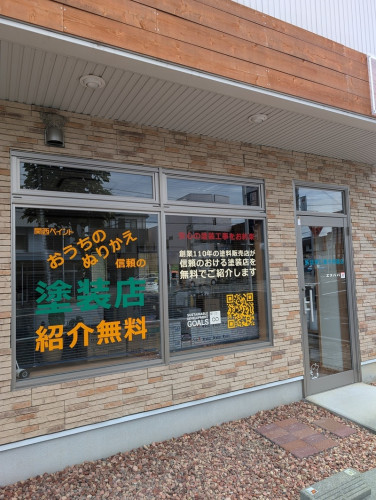 関西ペイント
おうちの
ぬりかえ
信頼の
塗装店
紹介無料
創業110年の塗料販売店が
信頼のおける塗装店を
無料でご紹介します
SUSTAINABLE
DEVELOPMENT
GOALS